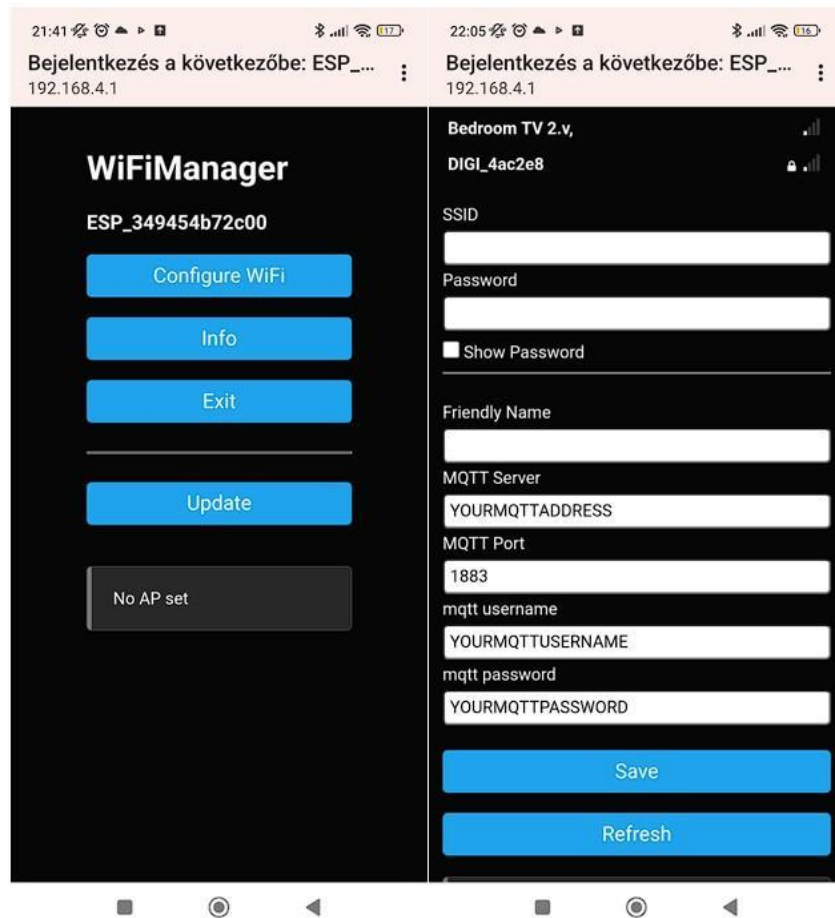 21:41
17
Bejelentkezés a következőbe: ESP_...
192.168.4.1
WiFiManager
ESP_349454b72c00
Configure WiFi
Info
Exit
Update
No AP set
22:05
16
Bejelentkezés a következőbe: ESP_...
192.168.4.1
Bedroom TV 2.v,
DIGI_4ac2e8
SSID
Password
Show Password
Friendly Name
MQTT Server
YOURMQTTADDRESS
MQTT Port
1883
mqtt username
YOURMQTTUSERNAME
mqtt password
YOURMQTTPASSWORD
Save
Refresh